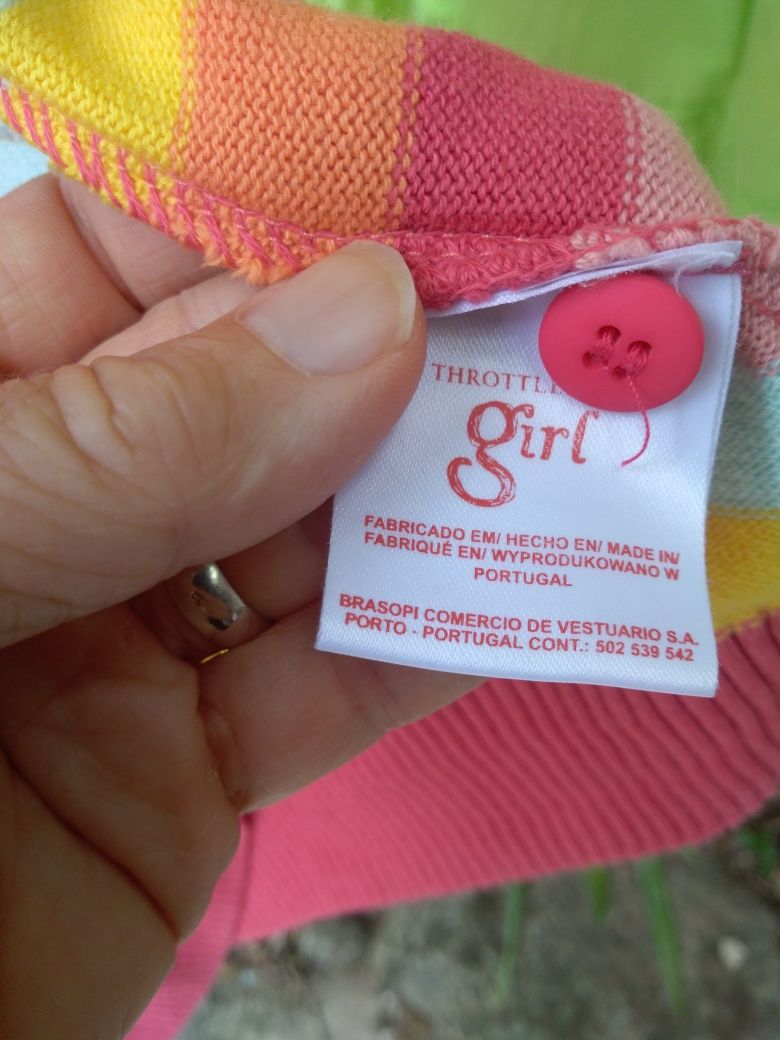 THROTTLE
girl
FABRICADO EM/ HECHO EN/ MADE IN/
FABRIQUÉ EN/ WYPRODUKOWANO W
PORTUGAL
BRASOPI COMERCIO DE VESTUARIO S.A.
PORTO - PORTUGAL CONT.: 502 539 542